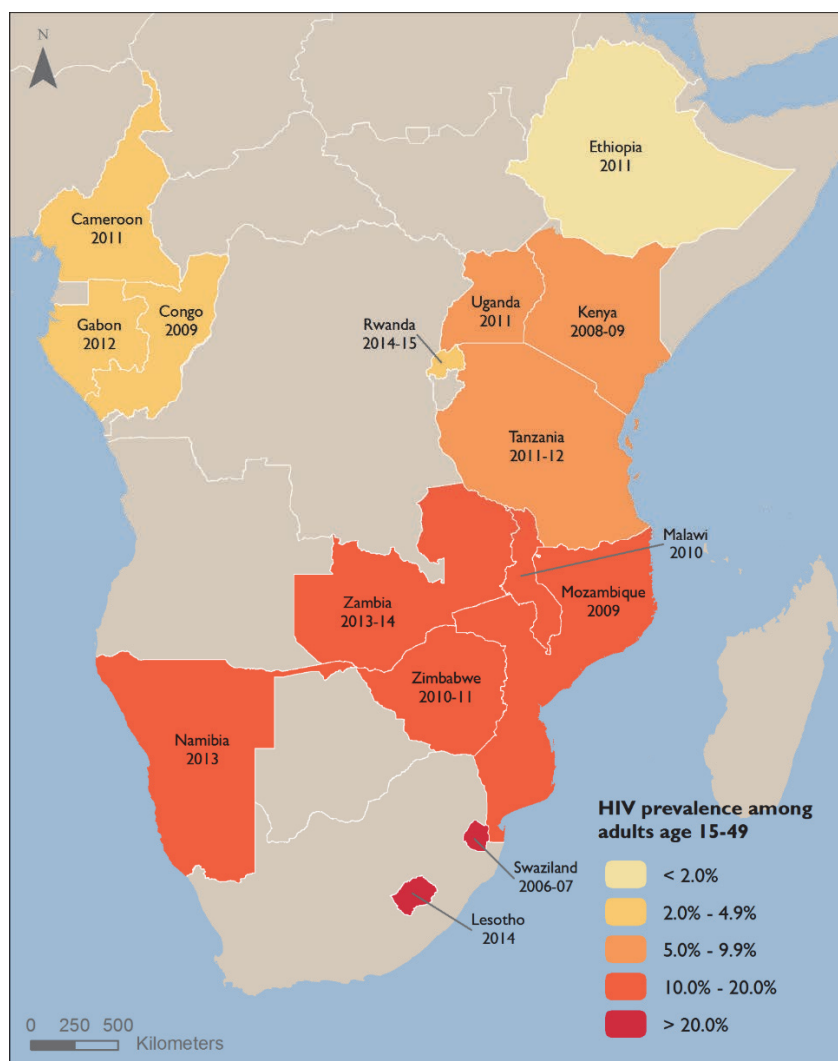 N
Ethiopia
2011
Cameroon
2011
Uganda
2011
Kenya
2008-09
Congo
2009
Gabon
2012
Rwanda
2014-15
Tanzania
2011-12
Malawi
2010
Mozambique
2009
Zambia
2013-14
Zimbabwe
2010-11
Namibia
2013
HIV prevalence among
adults age 15-49
Swaziland
2006-07
< 2.0%
2.0% - 4.9%
Lesotho
2014
5.0% - 9.9%
10.0% - 20.0%
> 20.0%
0 250 500
Kilometers